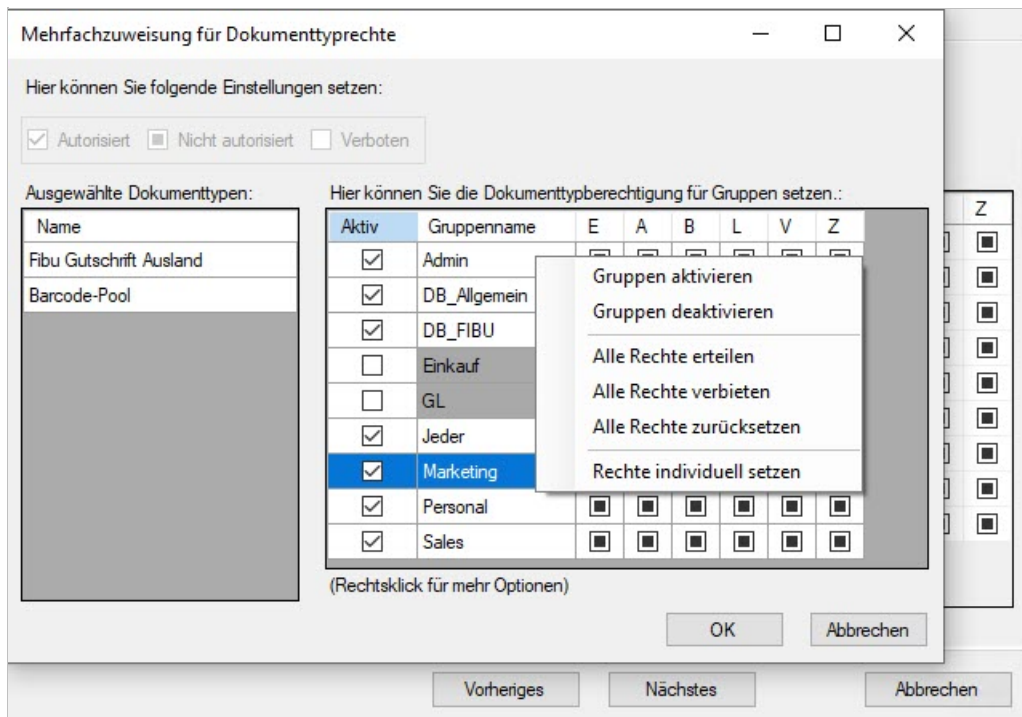 Mehrfachzuweisung für Dokumenttyprechte
Hier können Sie folgende Einstellungen setzen:
Autorisiert Nicht autorisiert Verboten
Ausgewählte Dokumenttypen:
Name
Fibu Gutschrift Ausland
Barcode-Pool
Hier können Sie die Dokumenttypberechtigung für Gruppen setzen.:
Aktiv Gruppenname E A B L V Z
Admin
DB_Allgemein
DB_FIBU
Einkauf
GL
Jeder
Marketing
Personal
Sales
Gruppen aktivieren
Gruppen deaktivieren
Alle Rechte erteilen
Alle Rechte verbieten
Alle Rechte zurücksetzen
Rechte individuell setzen
(Rechtsklick für mehr Optionen)
OK Abbrechen
Z
Vorheriges Nächstes Abbrechen